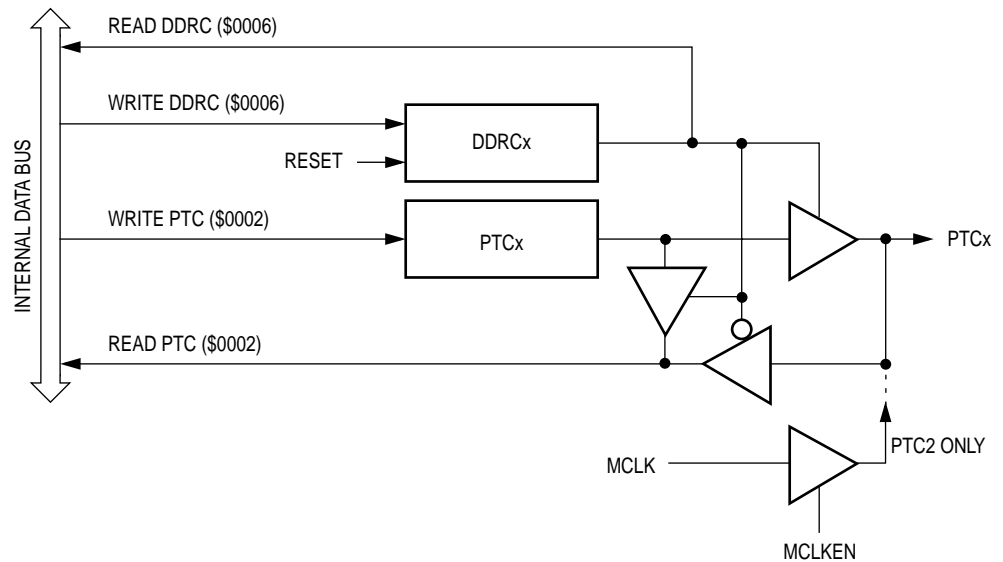 READ DDRC ($0006)
WRITE DDRC ($0006)
DDRCx
RESET
INTERNAL DATA BUS
WRITE PTC ($0002)
PTCx
PTCx
READ PTC ($0002)
PTC2 ONLY
MCLK
MCLKEN